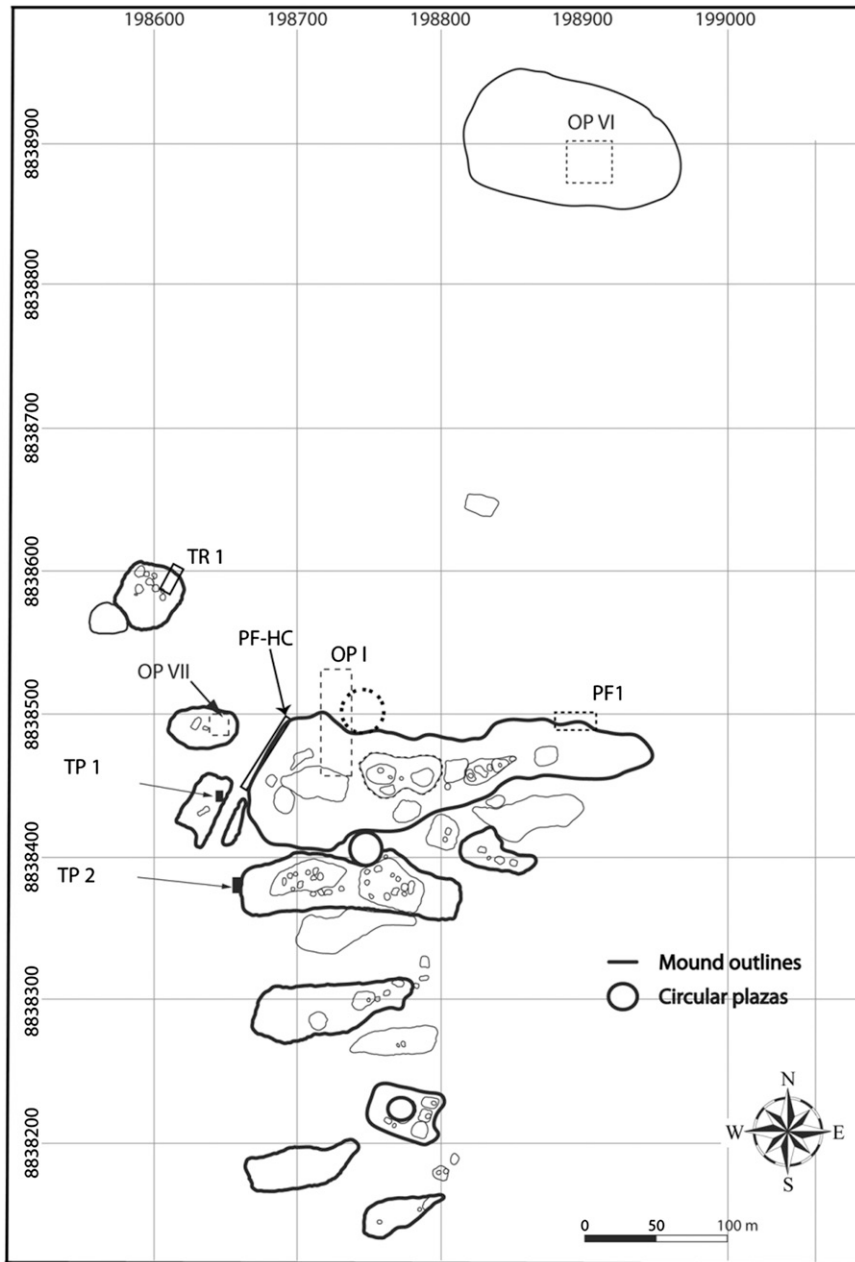 198600 198700 198800 198900 199000
8838900
8838800
8838700
8838600
8838500
8838400
8838300
8838200
OP VI
TR 1
PF-HC
OP I
OP VII
PF1
TP 1
TP 2
Mound outlines
Circular plazas
N
W E
S
0 50 100 m